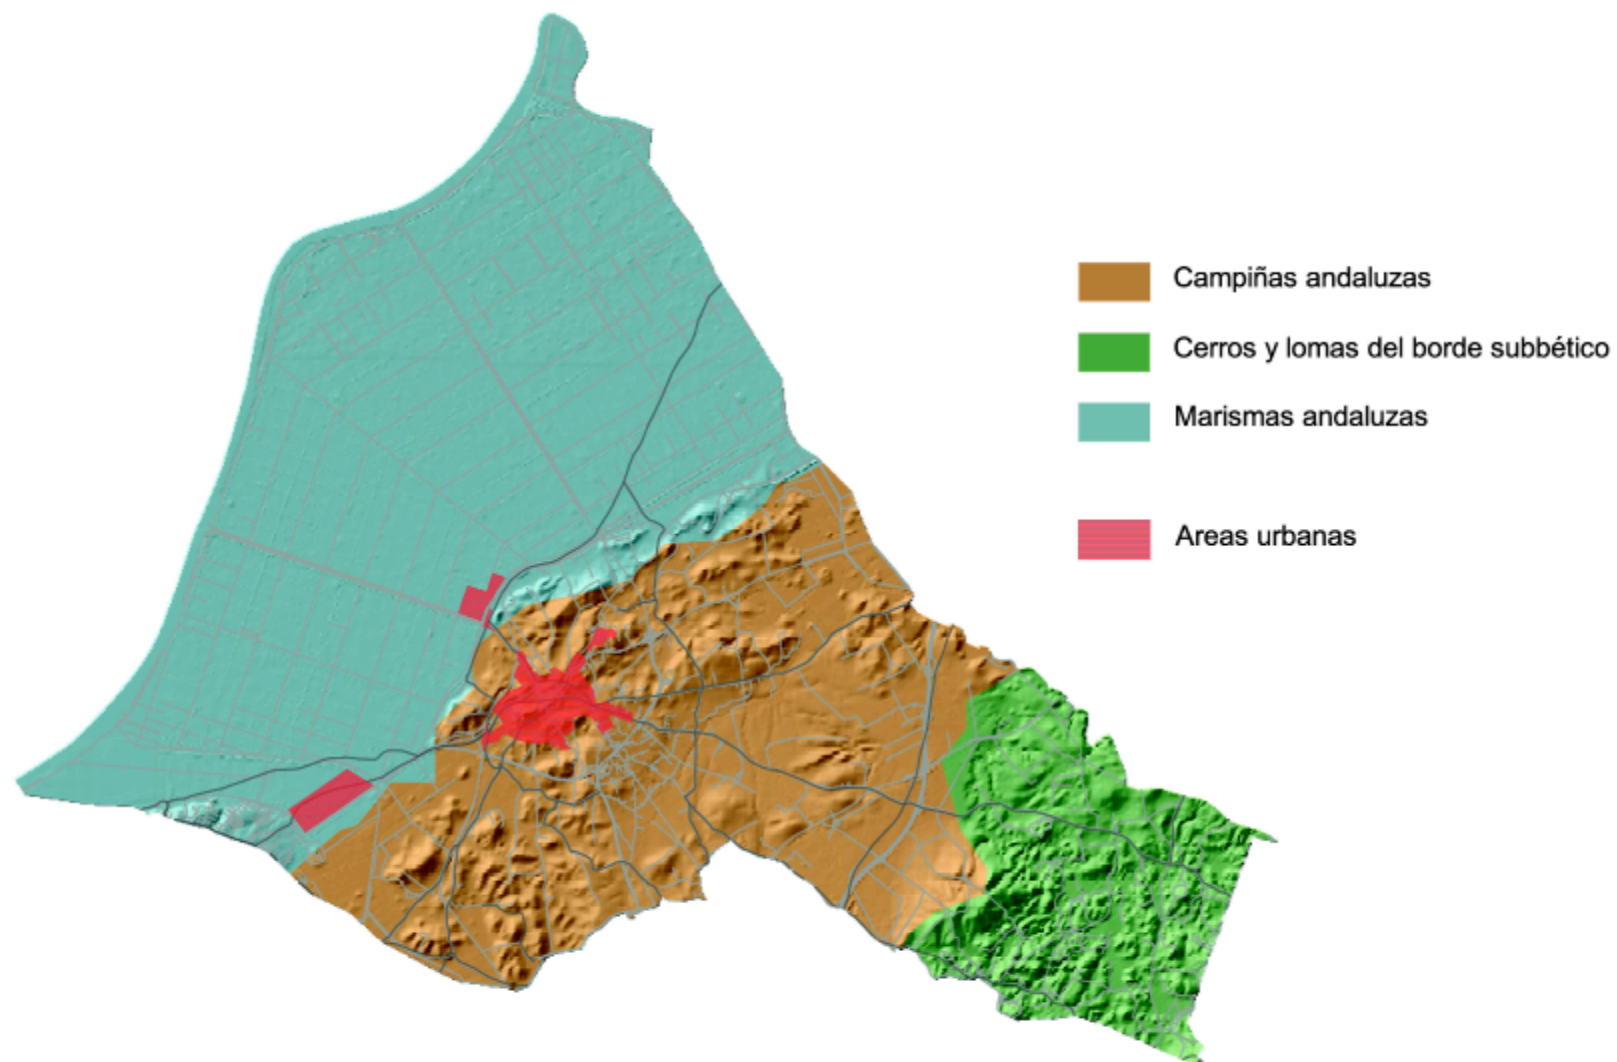 Campiñas andaluzas
Cerros y lomas del borde subbético
Marismas andaluzas
Areas urbanas